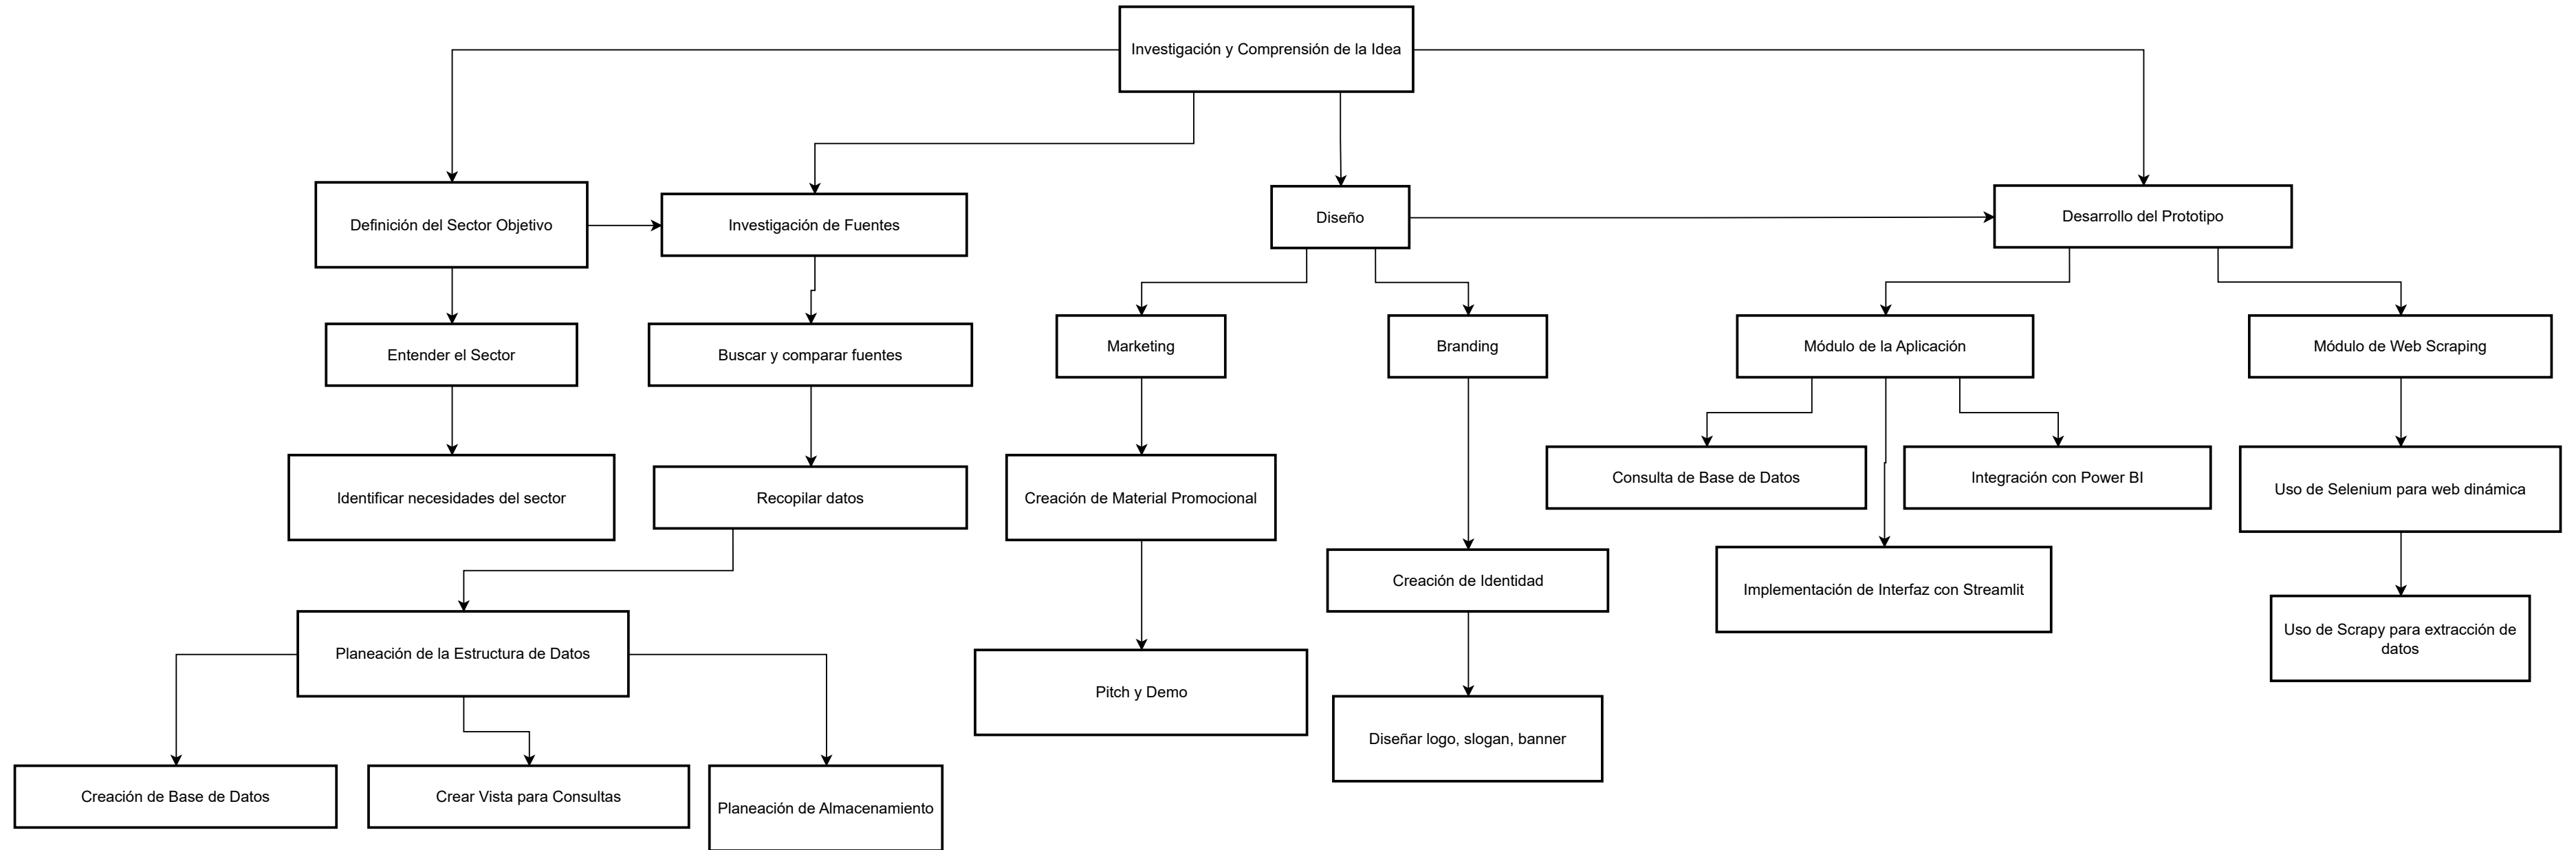 Investigación y Comprensión de la Idea
Definición del Sector Objetivo
Investigación de Fuentes
Diseño
Desarrollo del Prototipo
Entender el Sector
Buscar y comparar fuentes
Marketing
Branding
Módulo de la Aplicación
Módulo de Web Scraping
Identificar necesidades del sector
Recopilar datos
Creación de Material Promocional
Consulta de Base de Datos
Integración con Power BI
Uso de Selenium para web dinámica
Creación de Identidad
Implementación de Interfaz con Streamlit
Uso de Scrapy para extracción de
datos
Planeación de la Estructura de Datos
Pitch y Demo
Diseñar logo, slogan, banner
Creación de Base de Datos
Crear Vista para Consultas
Planeación de Almacenamiento